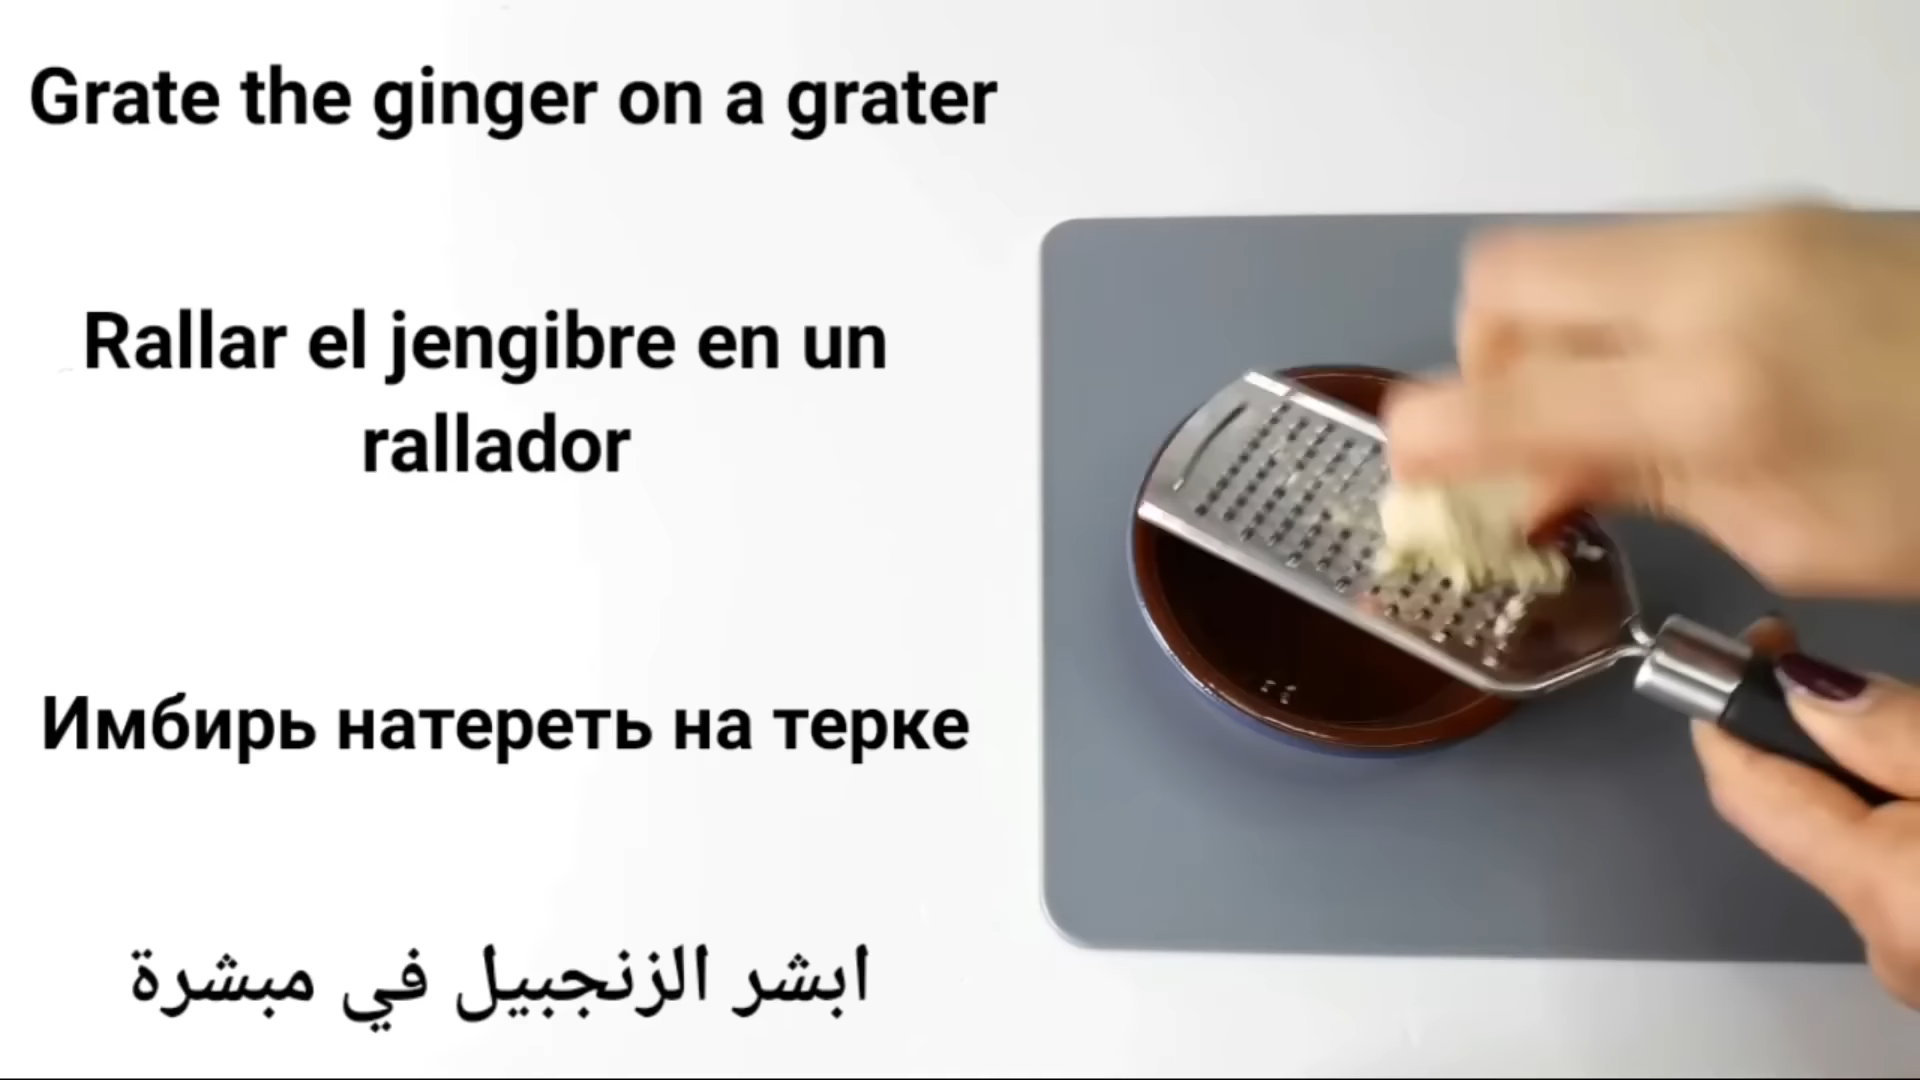 Grate the ginger on a grater
Rallar el jengibre en un
rallador
Имбирь натереть на терке
ابشر الزنجبيل في مبشرة